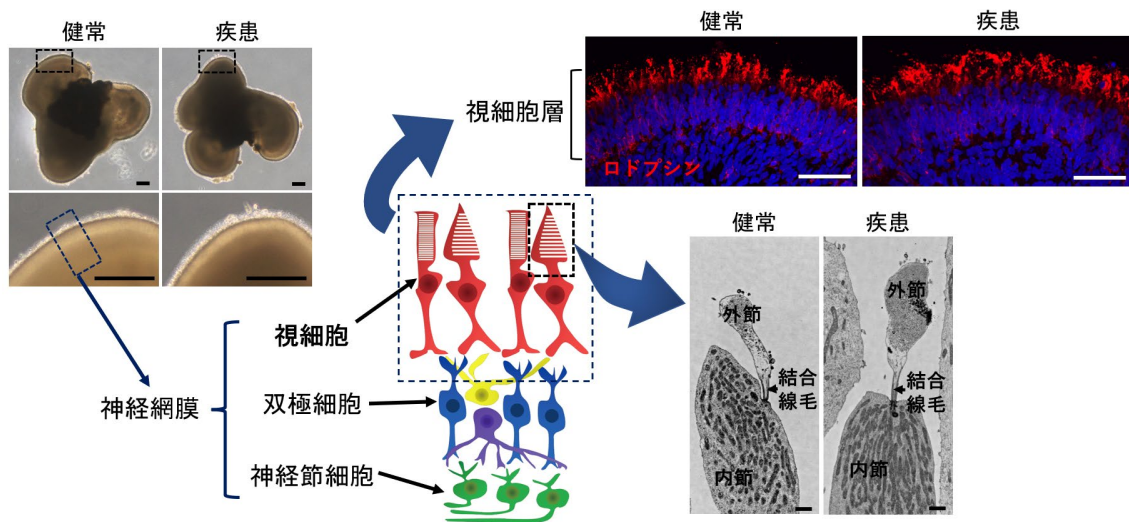 健常
疾患
健常
疾患
視細胞層
ロドプシン
健常
疾患
外節
外節
視細胞
結合
線毛
結合
線毛
神経網膜
双極細胞
内節
内節
神経節細胞